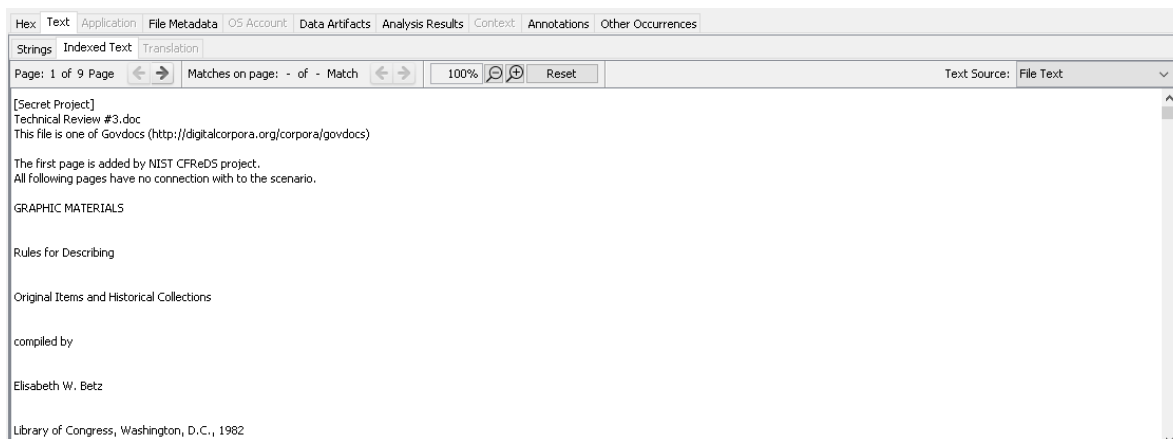 Hex Text Application File Metadata OS Account Data Artifacts Analysis Results Context Annotations Other Occurrences
Strings Indexed Text Translation
Page: 1 of 9 Page Matches on page: - of - Match 100% Reset Text Source: File Text
[Secret Project]
Technical Review #3.doc
This file is one of Govdocs (http://digitalcorpora.org/corpora/govdocs)
The first page is added by NIST CFReDS project.
All following pages have no connection with to the scenario.
GRAPHIC MATERIALS
Rules for Describing
Original Items and Historical Collections
compiled by
Elisabeth W. Betz
Library of Congress, Washington, D.C., 1982